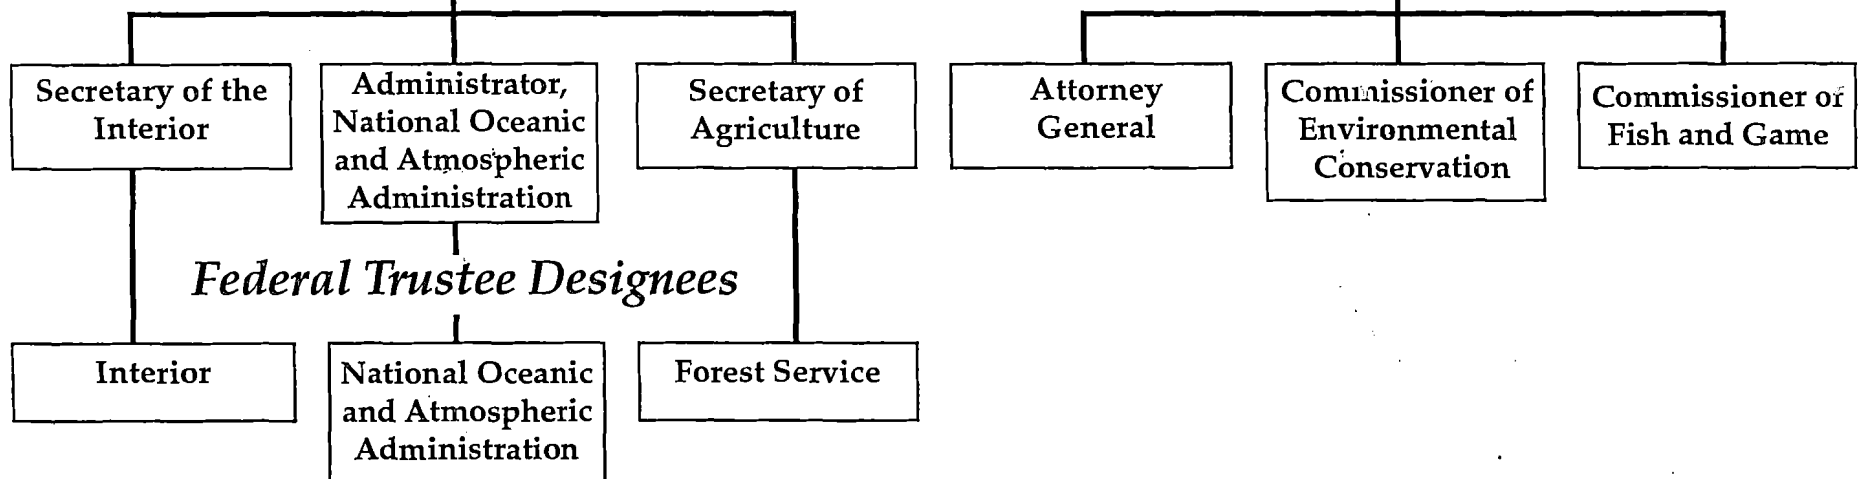 Secretary of the
Interior
Administrator,
National Oceanic
and Atmospheric
Administration
Secretary of
Agriculture
Attorney
General
Commissioner of
Environmental
Conservation
Commissioner of
Fish and Game
Federal Trustee Designees
Interior
National Oceanic
and Atmospheric
Administration
Forest Service